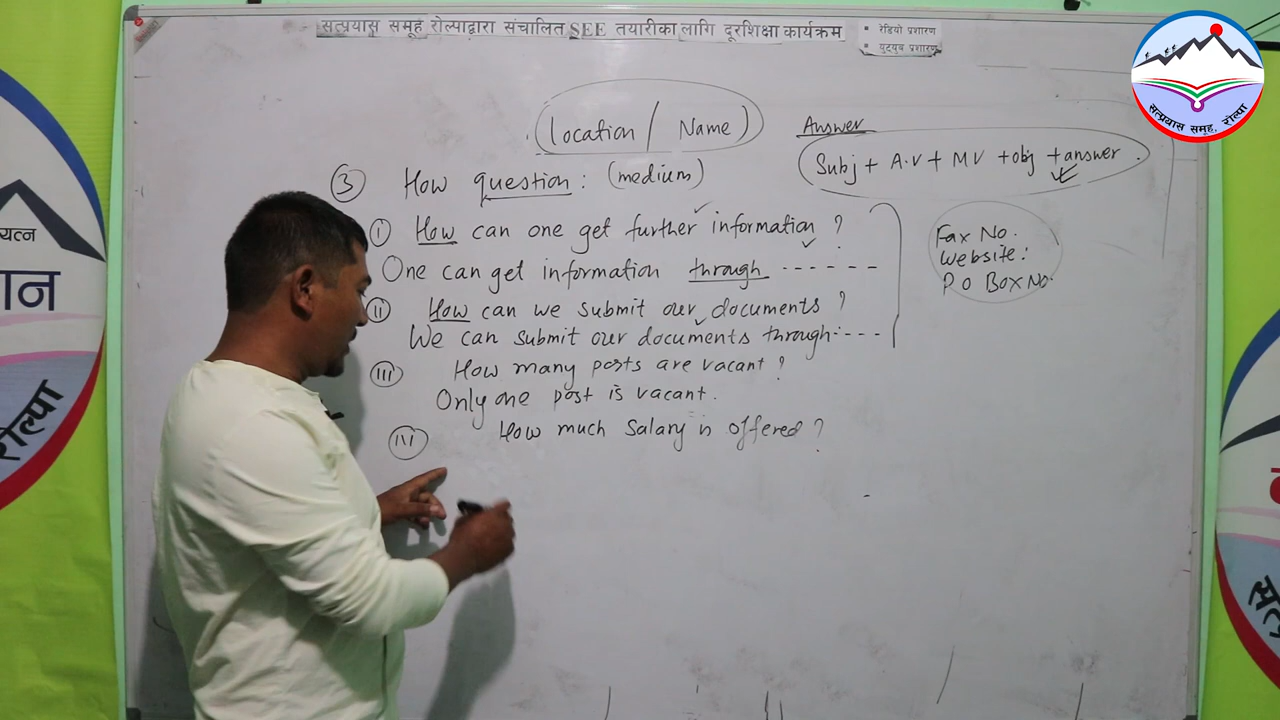 सत्प्रयास समूह रोल्पाद्वारा संचालित SEE तयारीका लागि दूरशिक्षा कार्यक्रम
▪ रेडियो प्रशारण
▪ युट्युब प्रशारण
(location / Name)
Answer
Subj + A.V + MV + obj + answer.
③ How question : (medium)
Ⓘ How can one get further information ?
One can get information through ------
ⓘⓘ How can we submit our documents ?
We can submit our documents through:---
III How many posts are vacant ?
Only one post is vacant.
IV How much Salary is offered ?
Fax No.
Website:
P O Box No.
सत्प्रयास समूह, रोल्पा
यत्न
रोल्पा